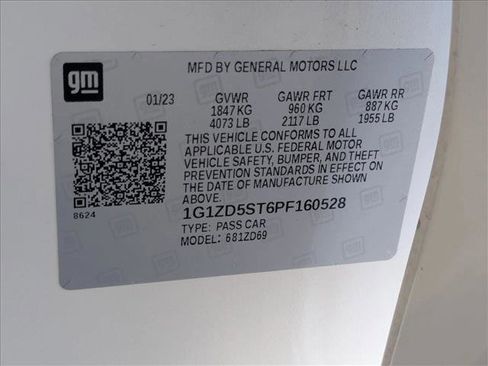 gm
MFD BY GENERAL MOTORS LLC
01/23 GVWR GAWR FRT GAWR RR
1847 KG 960 KG 887 KG
4073 LB 2117 LB 1955 LB
THIS VEHICLE CONFORMS TO ALL
APPLICABLE U.S. FEDERAL MOTOR
VEHICLE SAFETY, BUMPER, AND THEFT
PREVENTION STANDARDS IN EFFECT ON
THE DATE OF MANUFACTURE SHOWN
ABOVE.
8624
1G1ZD5ST6PF160528
TYPE: PASS CAR
MODEL: 681ZD69